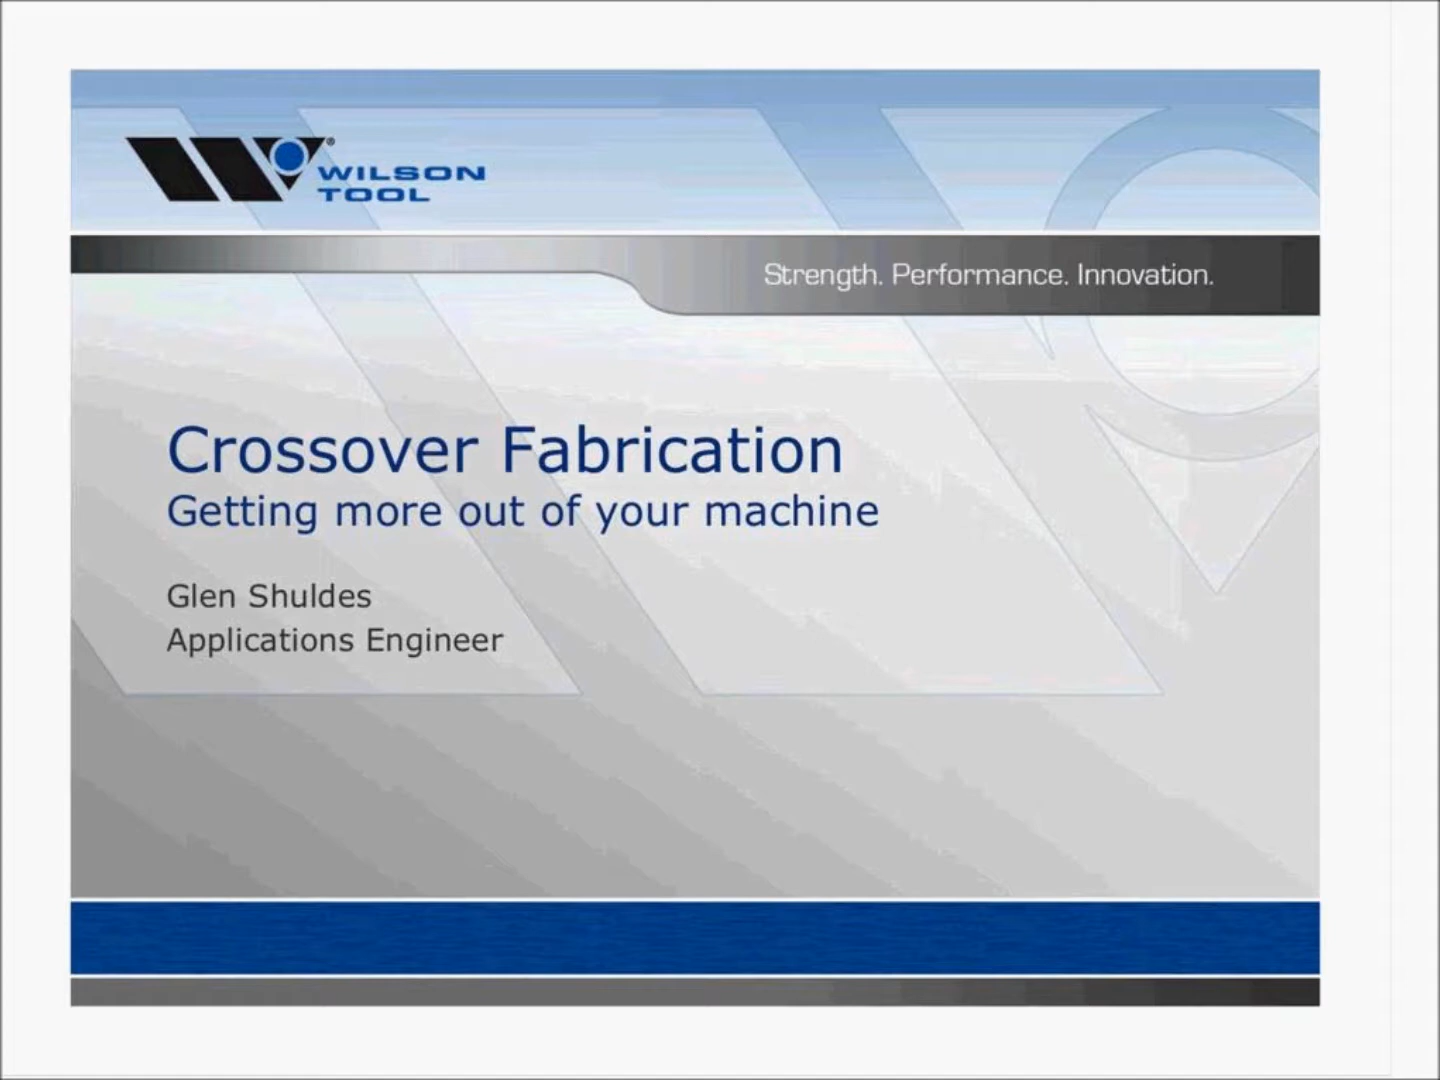 WILSON
TOOL
Strength. Performance. Innovation.
Crossover Fabrication
Getting more out of your machine
Glen Shuldes
Applications Engineer